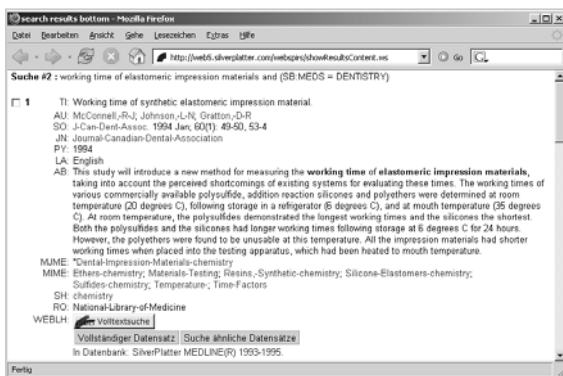 search results bottom - Mozilla Firefox
Datei Bearbeiten Ansicht Gehe Lesezeichen Extras Hilfe
http://web5.silverplatter.com/webspirs/showResultsContent.ws Go
Suche #2 : working time of elastomeric impression materials and (SB:MEDS = DENTISTRY)
1 TI: Working time of synthetic elastomeric impression material.
AU: McConnell,-R-J; Johnson,-L-N; Gratton,-D-R
SO: J-Can-Dent-Assoc. 1994 Jan; 60(1): 49-50, 53-4
JN: Journal-Canadian-Dental-Association
PY: 1994
LA: English
AB: This study will introduce a new method for measuring the working time of elastomeric impression materials,
taking into account the perceived shortcomings of existing systems for evaluating these times. The working times of
various commercially available polysulfide, addition reaction silicones and polyethers were determined at room
temperature (20 degrees C), following storage in a refrigerator (6 degrees C), and at mouth temperature (35 degrees
C). At room temperature, the polysulfides demonstrated the longest working times and the silicones the shortest.
Both the polysulfides and the silicones had longer working times following storage at 6 degrees C for 24 hours.
However, the polyethers were found to be unusable at this temperature. All the impression materials had shorter
working times when placed into the testing apparatus, which had been heated to mouth temperature.
MJME: *Dental-Impression-Materials-chemistry
MIME: Ethers-chemistry; Materials-Testing; Resins,-Synthetic-chemistry; Silicone-Elastomers-chemistry;
Sulfides-chemistry; Temperature-; Time-Factors
SH: chemistry
RO: National-Library-of-Medicine
WEBLH: Volltextsuche
Vollständiger Datensatz Suche ähnliche Datensätze
In Datenbank: SilverPlatter MEDLINE(R) 1993-1995.
Fertig